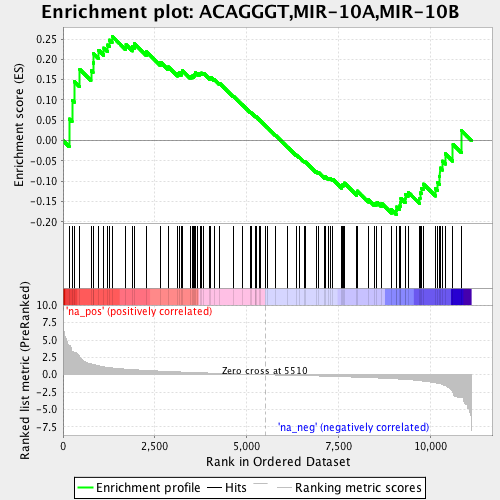 Enrichment plot: ACAGGGT,MIR-10A,MIR-10B
Enrichment score (ES)
0.25
0.20
0.15
0.10
0.05
0.00
-0.05
-0.10
-0.15
-0.20
'na_pos' (positively correlated)
Ranked list metric (PreRanked)
10.0
7.5
5.0
2.5
0.0
-2.5
-5.0
-7.5
Zero cross at 5510
'na_neg' (negatively correlated)
0
2,500
5,000
7,500
10,000
Rank in Ordered Dataset
Enrichment profile
Hits
Ranking metric scores